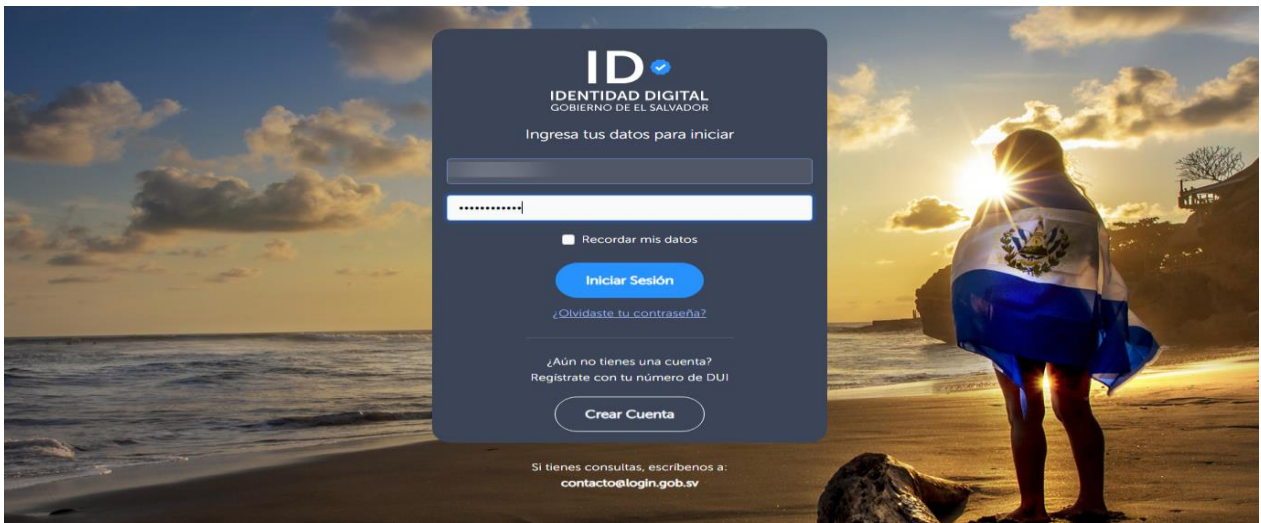 ID
IDENTIDAD DIGITAL
GOBIERNO DE EL SALVADOR
Ingresa tus datos para iniciar
••••••••••••
Recordar mis datos
Iniciar Sesión
¿Olvidaste tu contraseña?
¿Aún no tienes una cuenta?
Regístrate con tu número de DUI
Crear Cuenta
Si tienes consultas, escríbenos a:
contacto@login.gob.sv